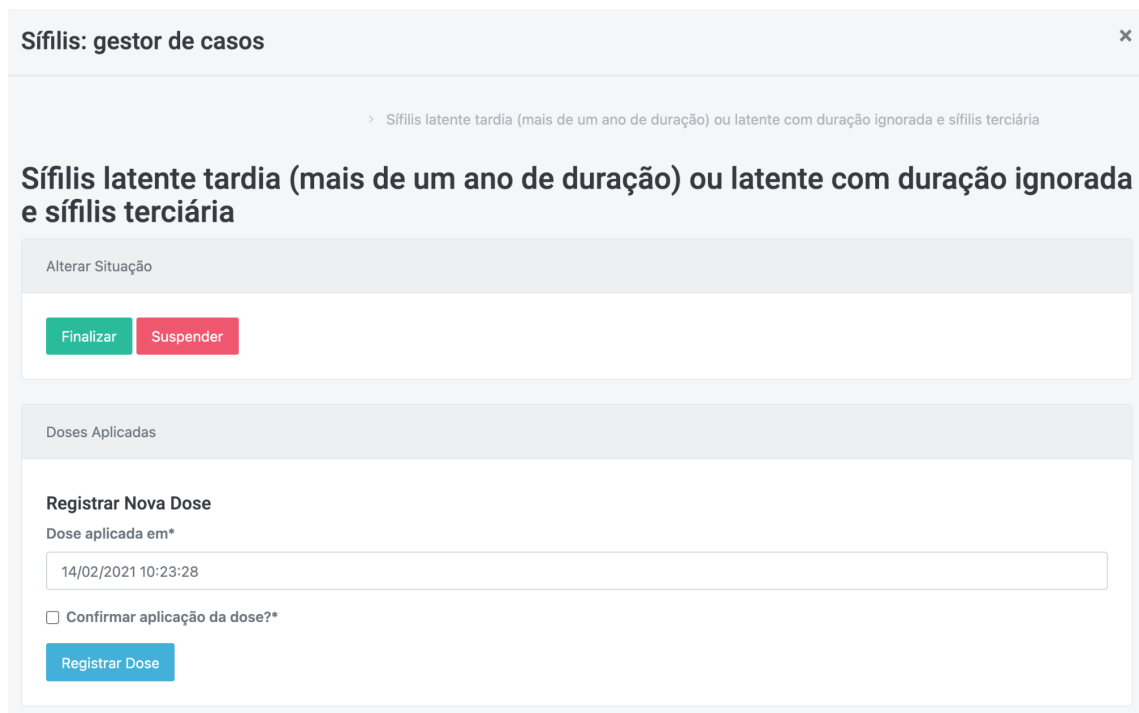 Sífilis: gestor de casos
×
> Sífilis latente tardia (mais de um ano de duração) ou latente com duração ignorada e sífilis terciária
Sífilis latente tardia (mais de um ano de duração) ou latente com duração ignorada
e sífilis terciária
Alterar Situação
Finalizar Suspender
Doses Aplicadas
Registrar Nova Dose
Dose aplicada em*
14/02/2021 10:23:28
Confirmar aplicação da dose?*
Registrar Dose